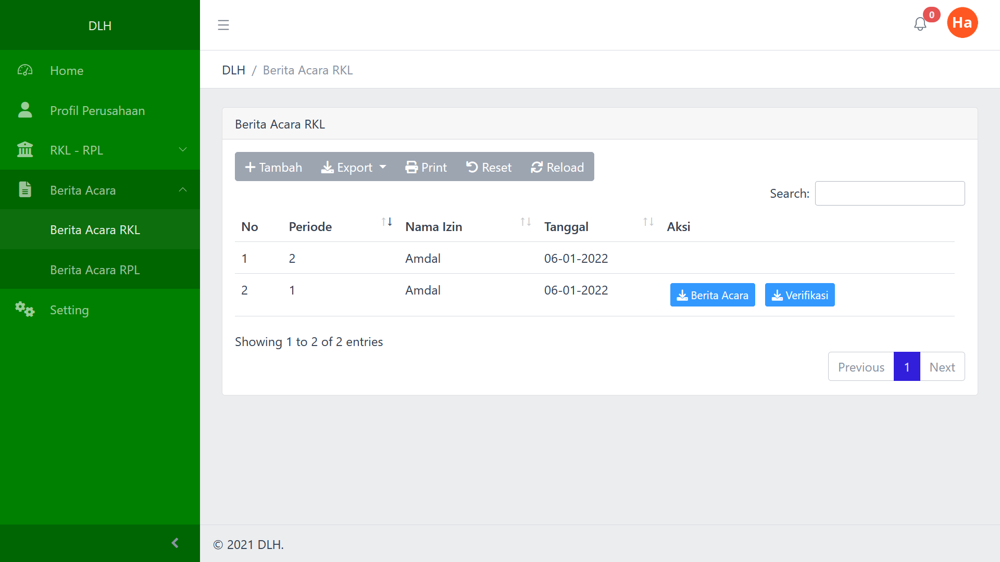 DLH
0
Ha
Home
DLH / Berita Acara RKL
Profil Perusahaan
RKL - RPL
Berita Acara
Berita Acara RKL
Berita Acara RPL
Setting
Berita Acara RKL
Tambah Export Print Reset Reload
Search:
No Periode Nama Izin Tanggal Aksi
1 2 Amdal 06-01-2022
2 1 Amdal 06-01-2022 Berita Acara Verifikasi
Showing 1 to 2 of 2 entries
Previous 1 Next
© 2021 DLH.